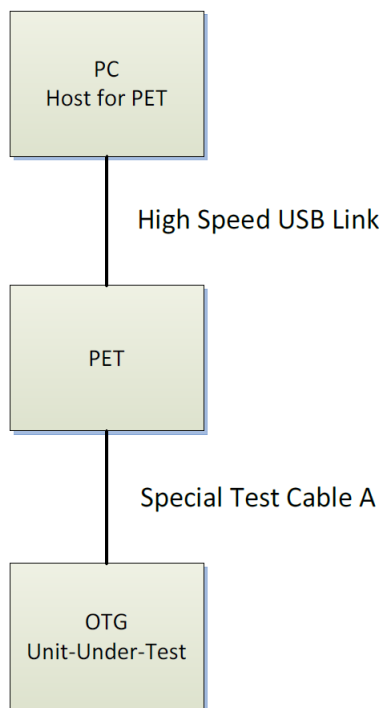 PC
Host for PET
High Speed USB Link
PET
Special Test Cable A
OTG
Unit-Under-Test